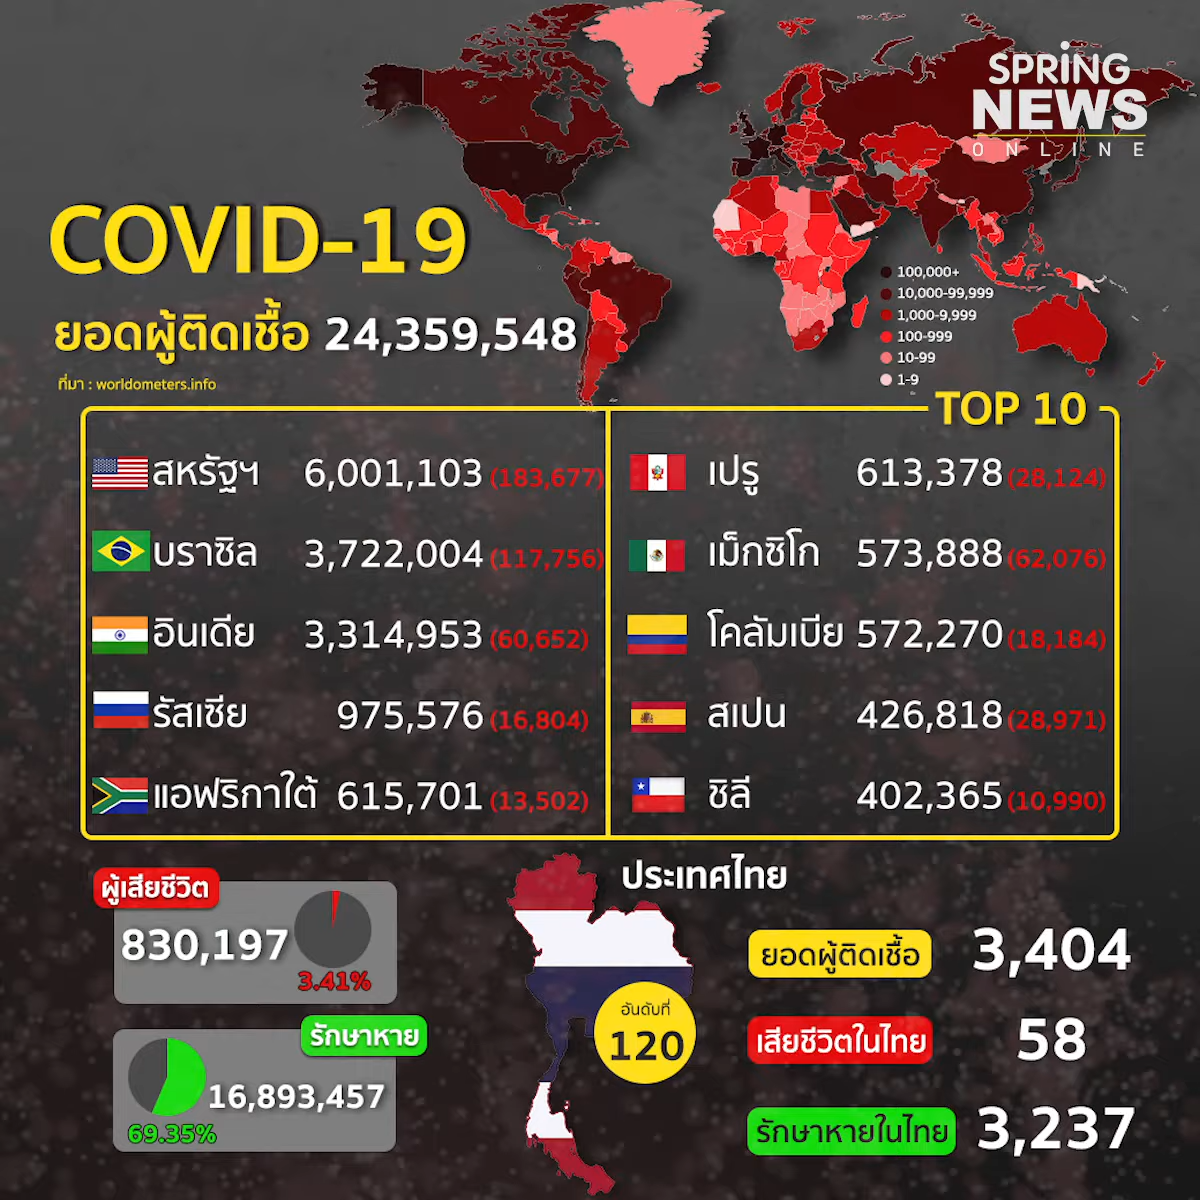 SPRiNG
NEWS
ONLINE
COVID-19
ยอดผู้ติดเชื้อ 24,359,548
ที่มา : worldometers.info
100,000+
10,000-99,999
1,000-9,999
100-999
10-99
1-9
TOP 10
สหรัฐฯ 6,001,103 (183,677)
บราซิล 3,722,004 (117,756)
อินเดีย 3,314,953 (60,652)
รัสเซีย 975,576 (16,804)
แอฟริกาใต้ 615,701 (13,502)
เปรู 613,378 (28,124)
เม็กซิโก 573,888 (62,076)
โคลัมเบีย 572,270 (18,184)
สเปน 426,818 (28,971)
ชิลี 402,365 (10,990)
ผู้เสียชีวิต
830,197
3.41%
รักษาหาย
16,893,457
69.35%
ประเทศไทย
อันดับที่
120
ยอดผู้ติดเชื้อ 3,404
เสียชีวิตในไทย 58
รักษาหายในไทย 3,237